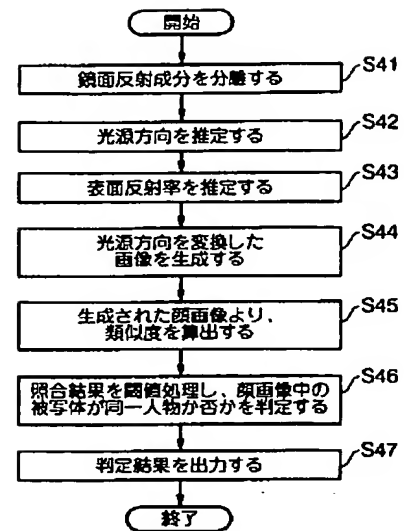 開始
鏡面反射成分を分離する
S41
光源方向を推定する
S42
表面反射率を推定する
S43
光源方向を変換した
画像を生成する
S44
生成された顔画像より、
類似度を算出する
S45
照合結果を閾値処理し、顔画像中の
被写体が同一人物か否かを判定する
S46
判定結果を出力する
S47
終了